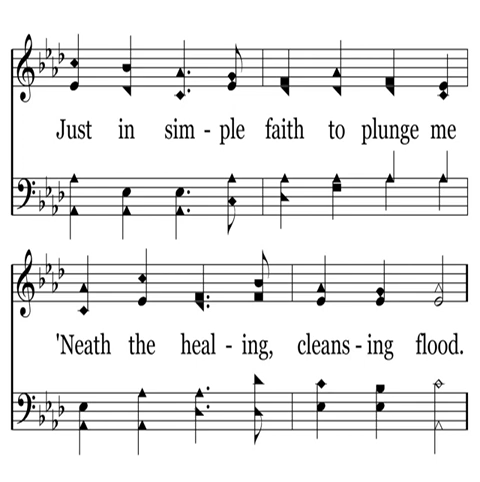 Just in sim - ple faith to plunge me
'Neath the heal - ing, cleans - ing flood.